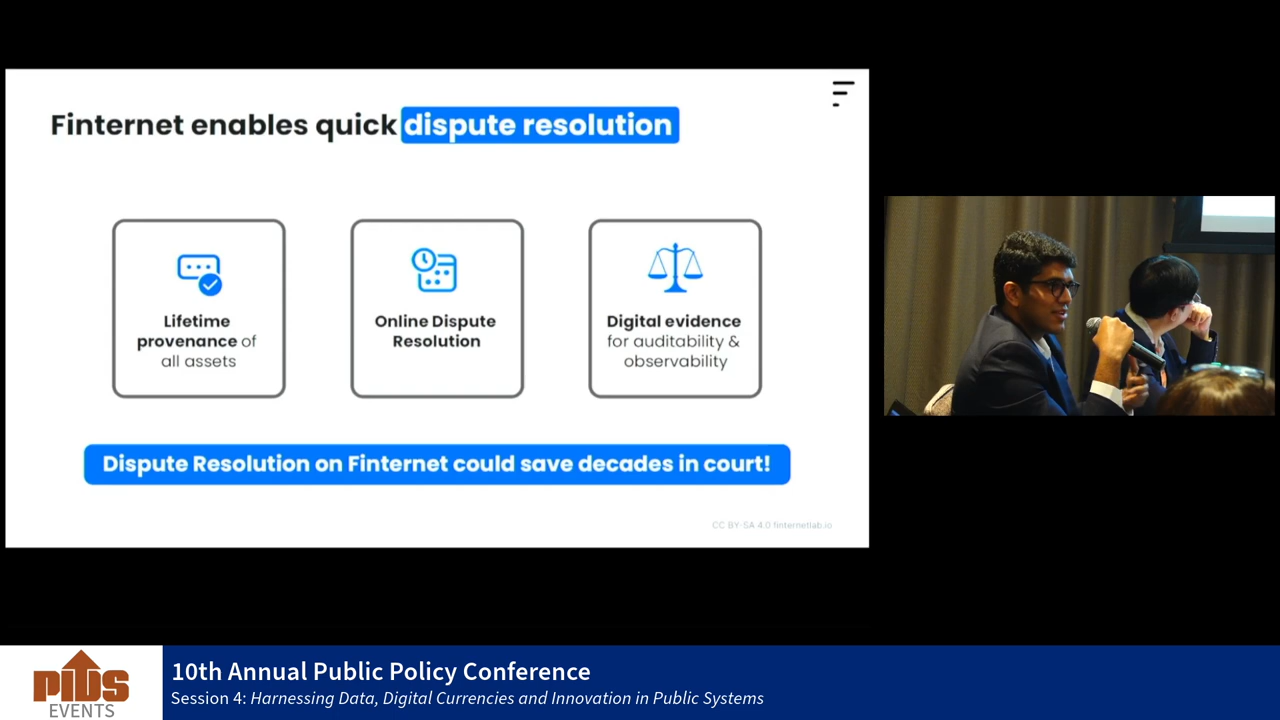 Finternet enables quick dispute resolution
Lifetime
provenance of
all assets
Online Dispute
Resolution
Digital evidence
for auditability &
observability
Dispute Resolution on Finternet could save decades in court!
CC BY-SA 4.0 finternetlab.io
PIDS
EVENTS
10th Annual Public Policy Conference
Session 4: Harnessing Data, Digital Currencies and Innovation in Public Systems